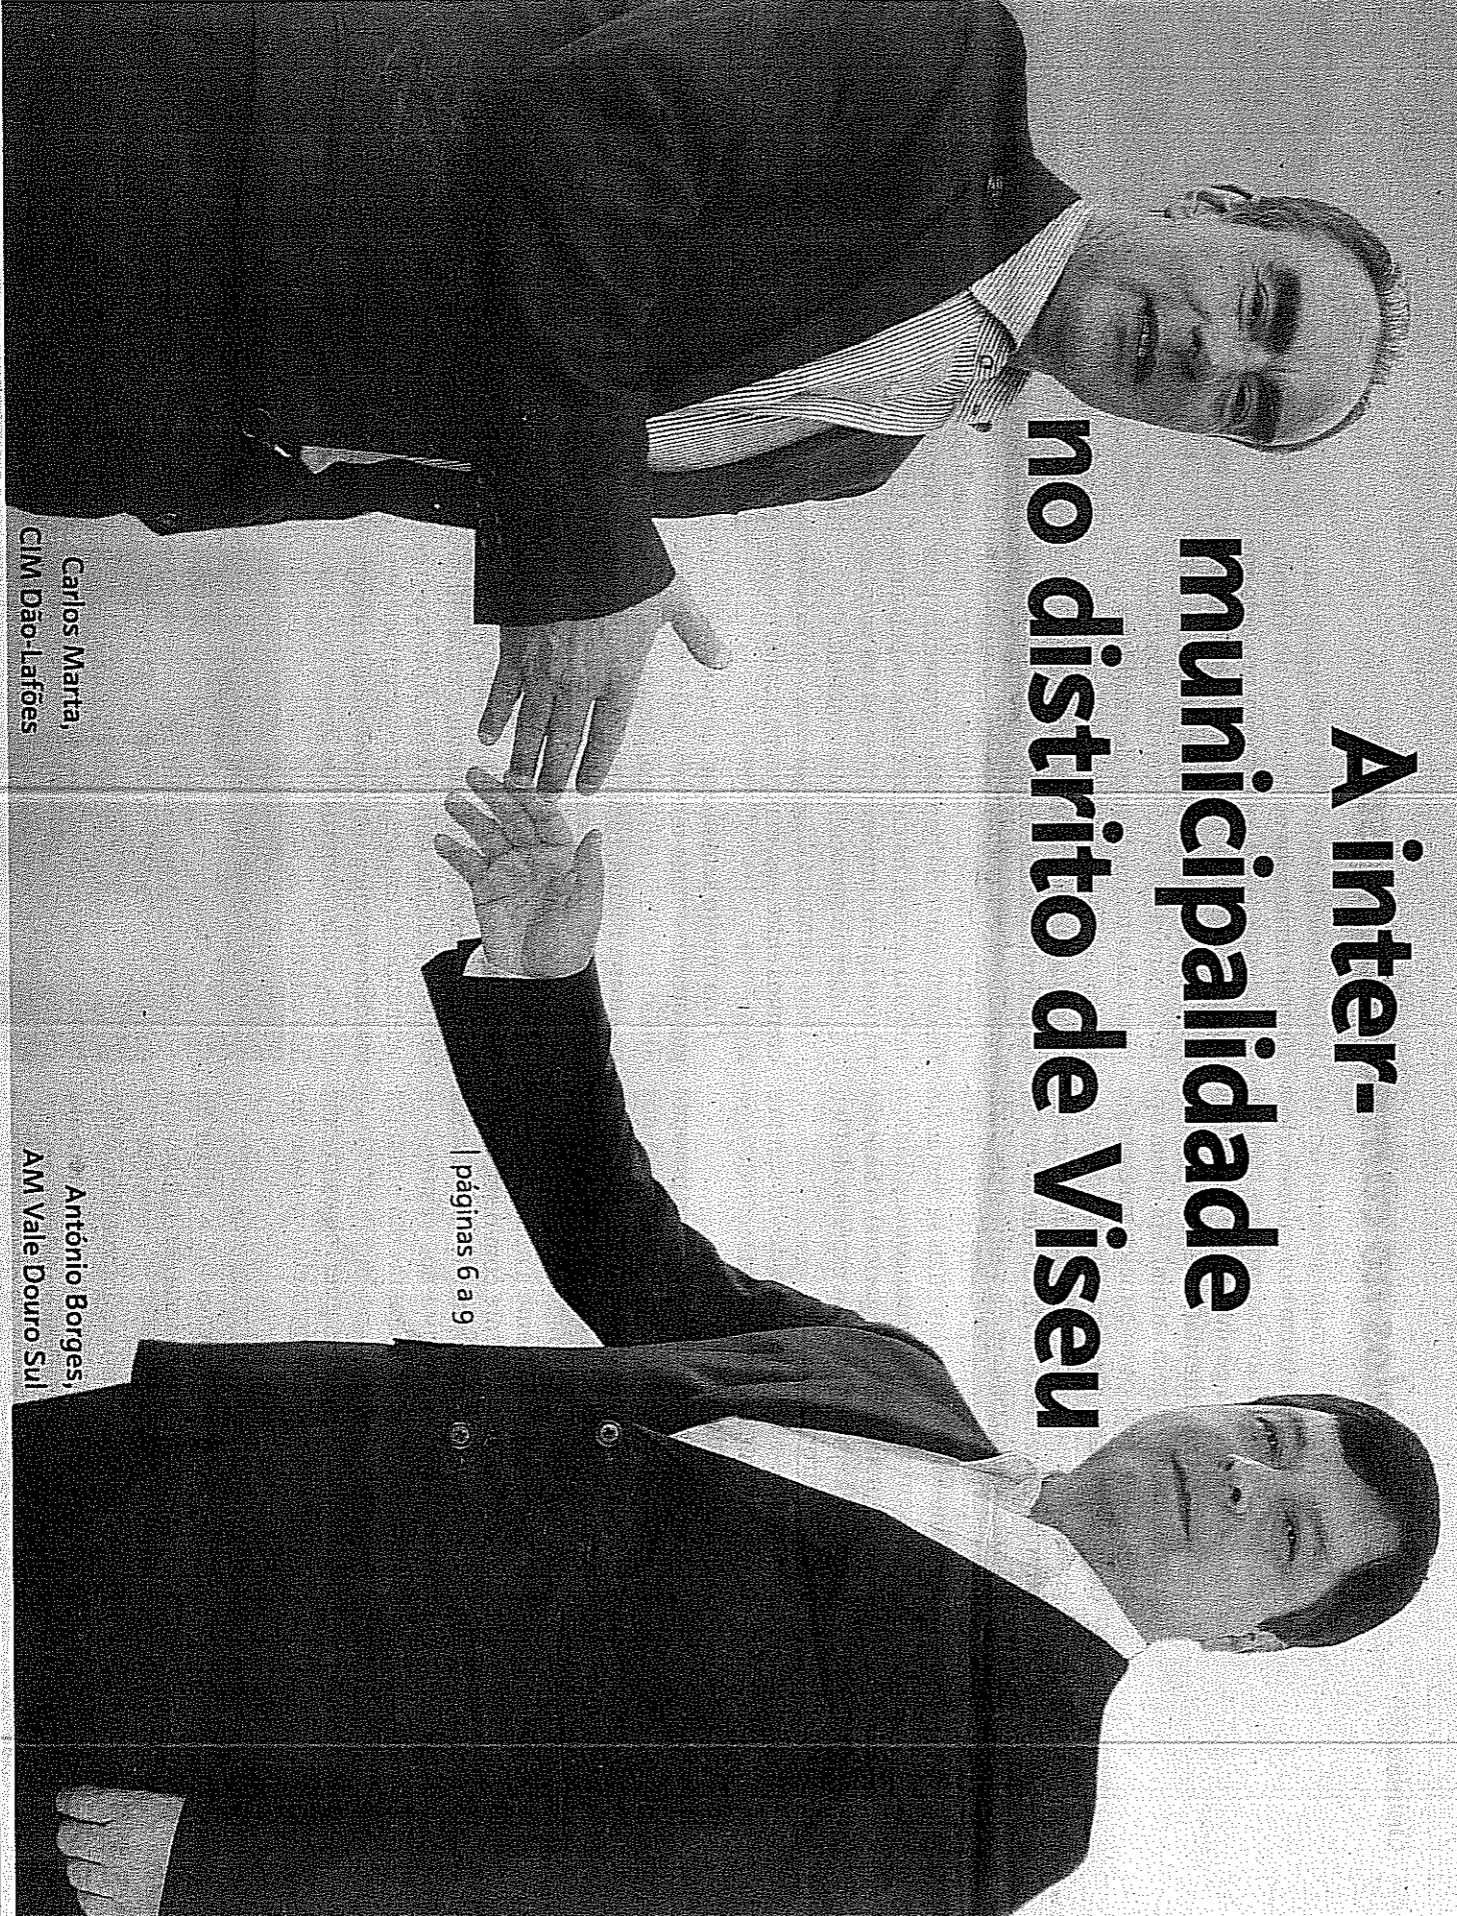 A inter-
municipalidade
no distrito de Viseu
| páginas 6 a 9
Carlos Marta,
CIM Dão-Lafões
António Borges,
AM Vale Douro Sul